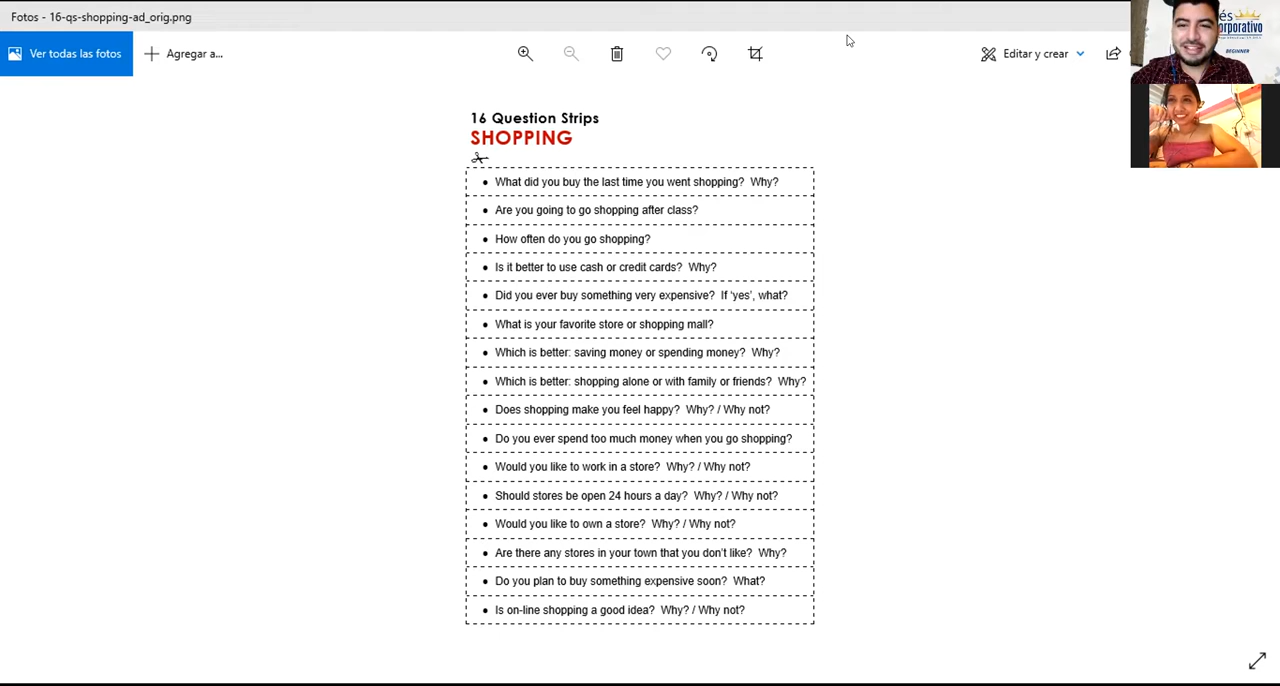 Fotos - 16-qs-shopping-ad_orig.png
Ver todas las fotos
Agregar a...
Editar y crear
és
orporativo
BEGINNER
16 Question Strips
SHOPPING
• What did you buy the last time you went shopping? Why?
• Are you going to go shopping after class?
• How often do you go shopping?
• Is it better to use cash or credit cards? Why?
• Did you ever buy something very expensive? If ‘yes’, what?
• What is your favorite store or shopping mall?
• Which is better: saving money or spending money? Why?
• Which is better: shopping alone or with family or friends? Why?
• Does shopping make you feel happy? Why? / Why not?
• Do you ever spend too much money when you go shopping?
• Would you like to work in a store? Why? / Why not?
• Should stores be open 24 hours a day? Why? / Why not?
• Would you like to own a store? Why? / Why not?
• Are there any stores in your town that you don’t like? Why?
• Do you plan to buy something expensive soon? What?
• Is on-line shopping a good idea? Why? / Why not?